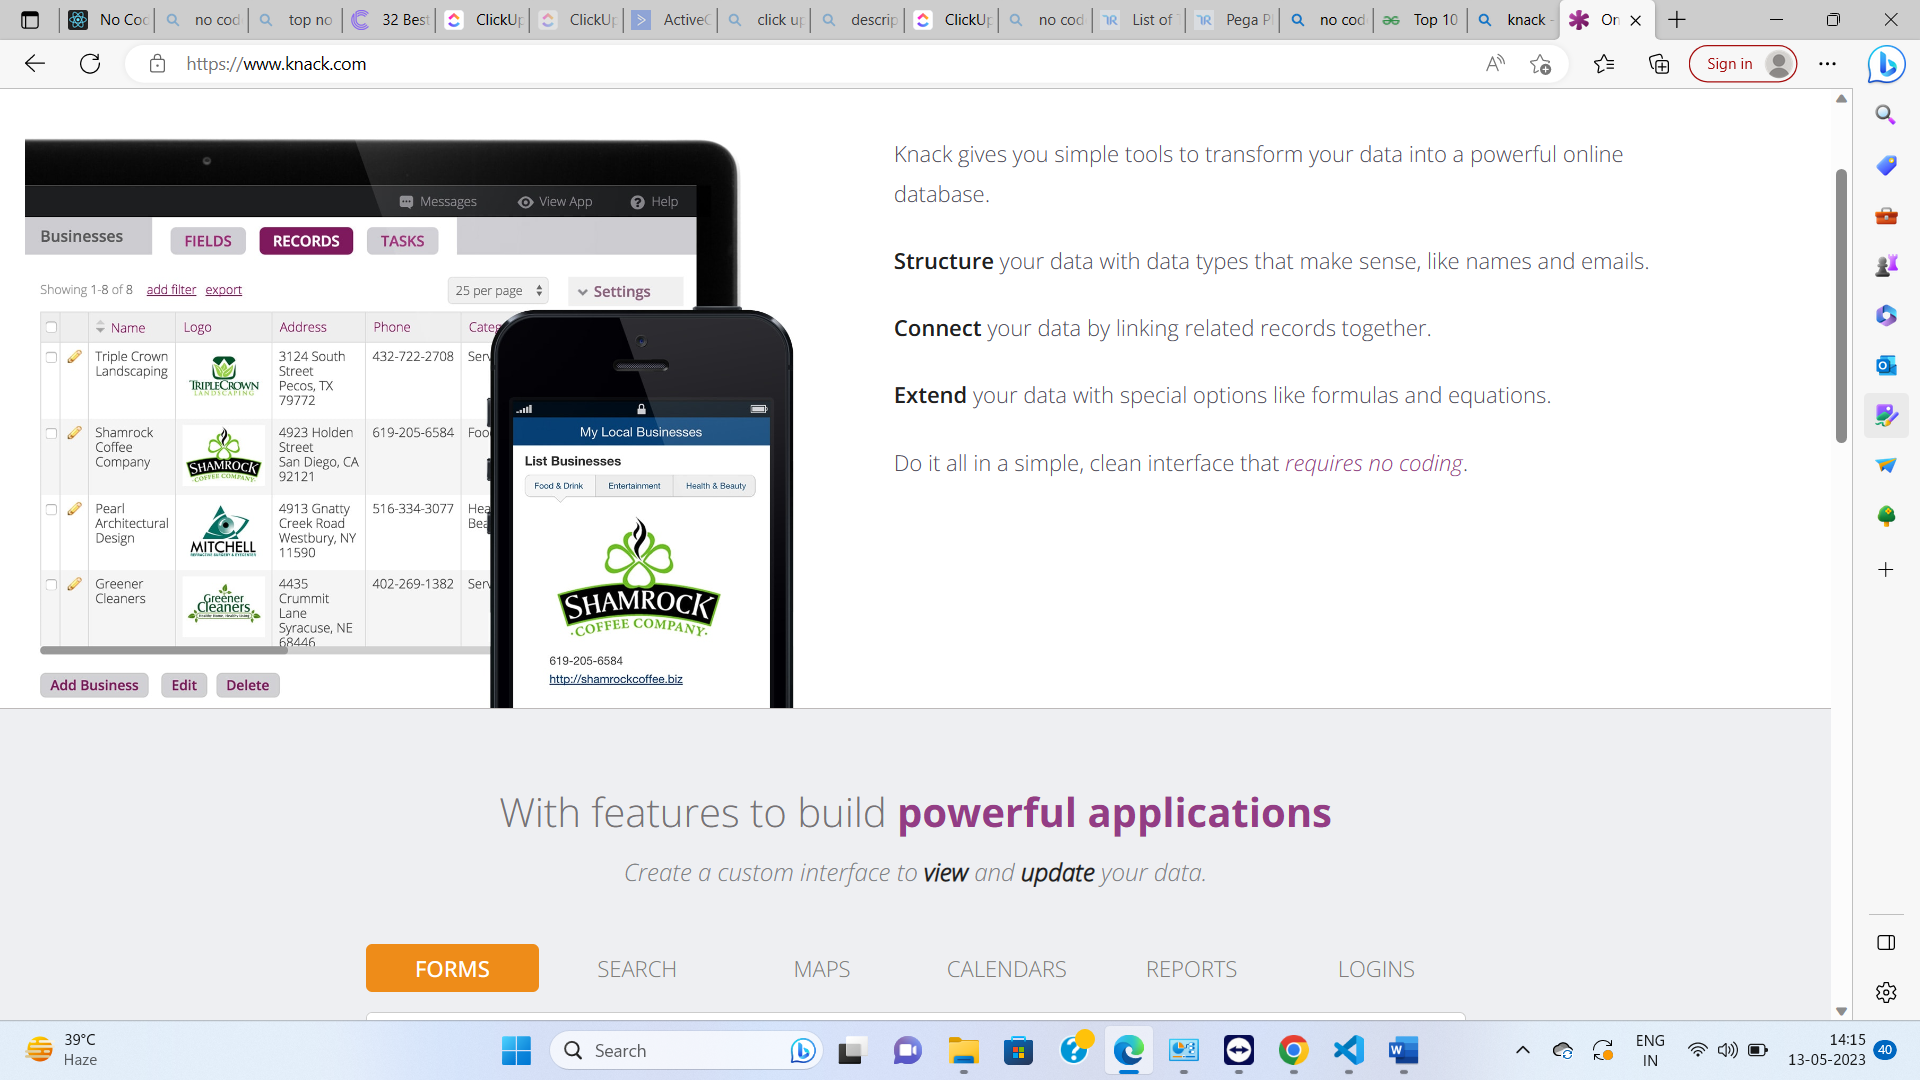 No Coc
no cod
top no
32 Best
ClickUp
ClickUp
ActiveC
click up
descrip
ClickUp
no cod
List of T
Pega Pl
no cod
Top 10
knack -
On
https://www.knack.com
Sign in
Messages View App Help
Businesses FIELDS RECORDS TASKS
Showing 1-8 of 8 add filter export 25 per page Settings
Name Logo Address Phone Categ
Triple Crown
Landscaping
TRIPLECROWN
LANDSCAPING
3124 South
Street
Pecos, TX
79772
432-722-2708
Serv
Shamrock
Coffee
Company
SHAMROCK
COFFEE COMPANY
4923 Holden
Street
San Diego, CA
92121
619-205-6584
Food
Pearl
Architectural
Design
MITCHELL
4913 Gnatty
Creek Road
Westbury, NY
11590
516-334-3077
Hea
Bea
Greener
Cleaners
Greener
Cleaners
4435
Crummit
Lane
Syracuse, NE
68446
402-269-1382
Serv
Add Business Edit Delete
My Local Businesses
List Businesses
Food & Drink Entertainment Health & Beauty
SHAMROCK
·COFFEE COMPANY·
619-205-6584
http://shamrockcoffee.biz
Knack gives you simple tools to transform your data into a powerful online
database.
Structure your data with data types that make sense, like names and emails.
Connect your data by linking related records together.
Extend your data with special options like formulas and equations.
Do it all in a simple, clean interface that requires no coding.
With features to build powerful applications
Create a custom interface to view and update your data.
FORMS SEARCH MAPS CALENDARS REPORTS LOGINS
39°C
Haze
Search
ENG
IN
14:15
13-05-2023
40